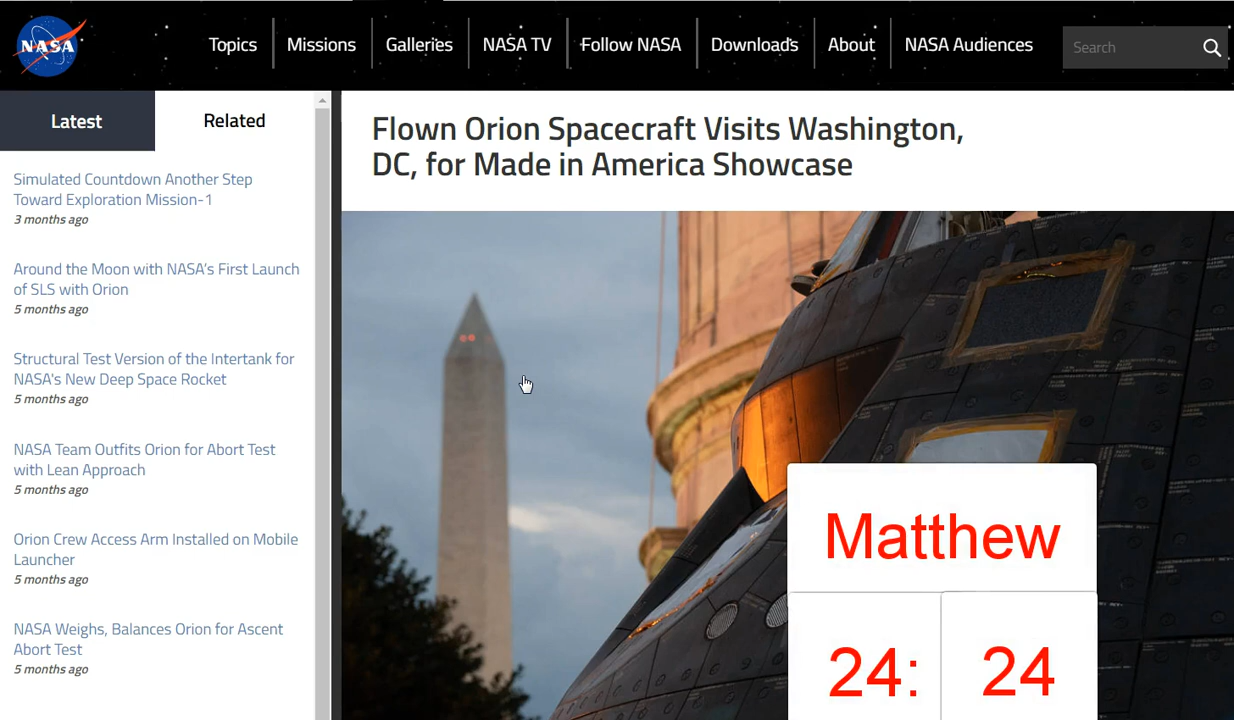 NASA
Topics
Missions
Galleries
NASA TV
Follow NASA
Downloads
About
NASA Audiences
Search
Latest
Related
Simulated Countdown Another Step
Toward Exploration Mission-1
3 months ago
Around the Moon with NASA's First Launch
of SLS with Orion
5 months ago
Structural Test Version of the Intertank for
NASA's New Deep Space Rocket
5 months ago
NASA Team Outfits Orion for Abort Test
with Lean Approach
5 months ago
Orion Crew Access Arm Installed on Mobile
Launcher
5 months ago
NASA Weighs, Balances Orion for Ascent
Abort Test
5 months ago
Flown Orion Spacecraft Visits Washington,
DC, for Made in America Showcase
Matthew
24: 24